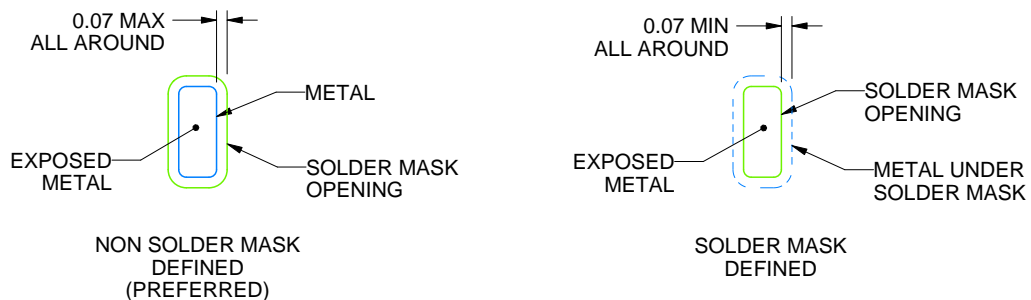 0.07 MAX
ALL AROUND
METAL
EXPOSED
METAL
SOLDER MASK
OPENING
NON SOLDER MASK
DEFINED
(PREFERRED)
0.07 MIN
ALL AROUND
SOLDER MASK
OPENING
EXPOSED
METAL
METAL UNDER
SOLDER MASK
SOLDER MASK
DEFINED